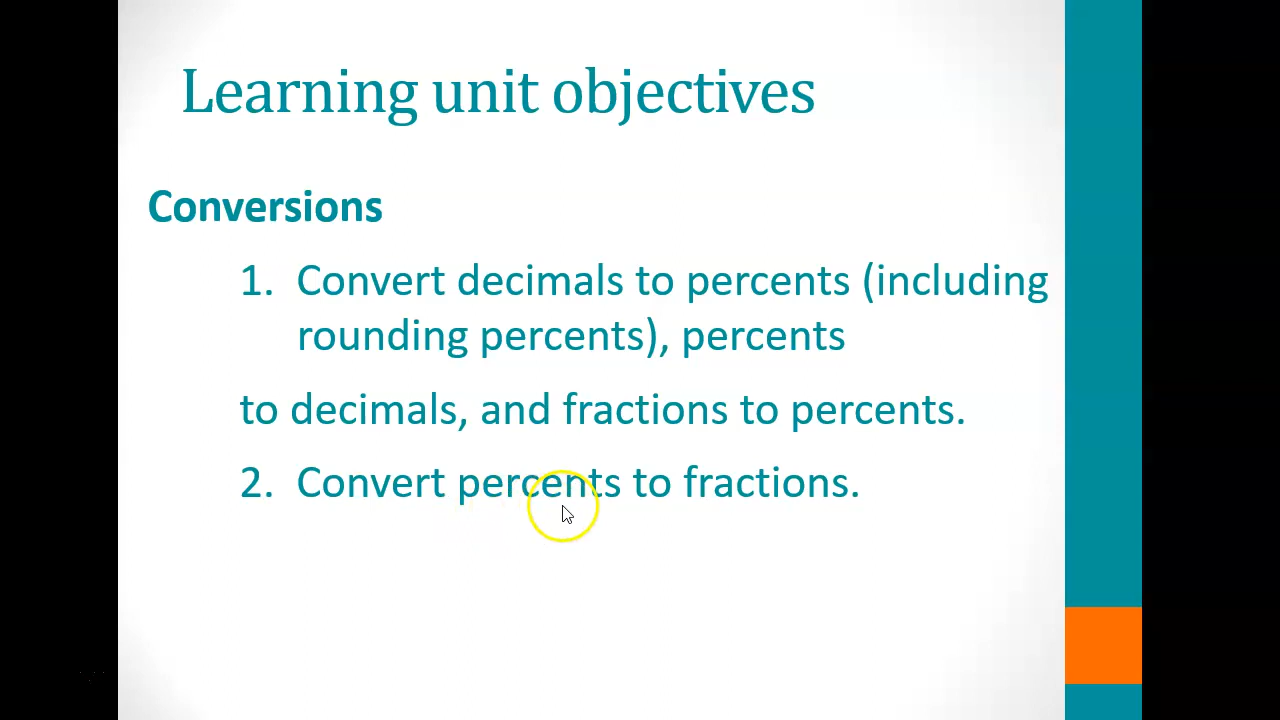 Learning unit objectives
Conversions
1. Convert decimals to percents (including
rounding percents), percents
to decimals, and fractions to percents.
2. Convert percents to fractions.